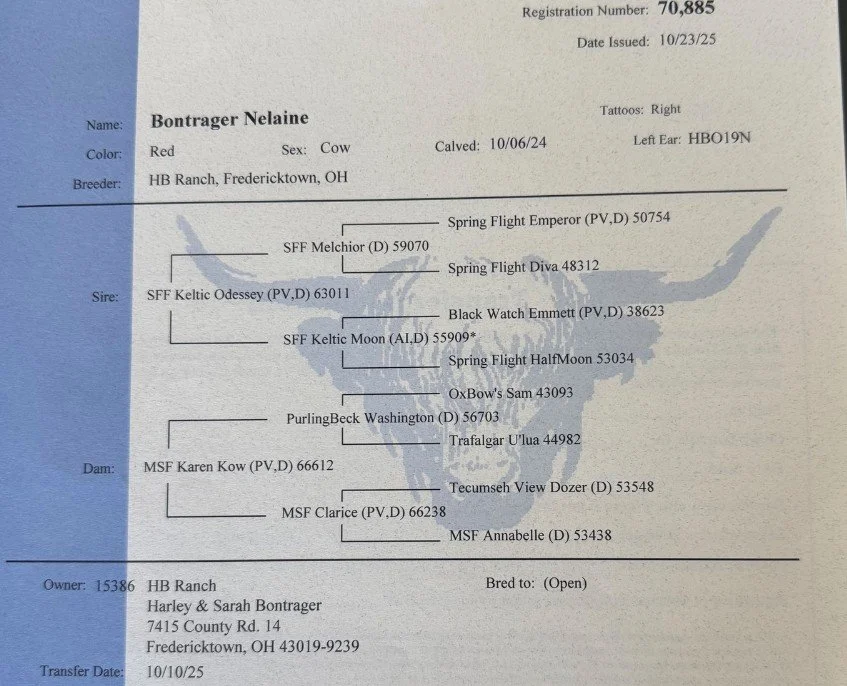 Registration Number: 70,885
Date Issued: 10/23/25
Name: Bontrager Nelaine
Tattoos: Right
Color: Red Sex: Cow Calved: 10/06/24 Left Ear: HBO19N
Breeder: HB Ranch, Fredericktown, OH
Spring Flight Emperor (PV,D) 50754
SFF Melchior (D) 59070
Spring Flight Diva 48312
Sire: SFF Keltic Odessey (PV,D) 63011
Black Watch Emmett (PV,D) 38623
SFF Keltic Moon (AI,D) 55909*
Spring Flight HalfMoon 53034
OxBow's Sam 43093
PurlingBeck Washington (D) 56703
Trafalgar U'lua 44982
Dam: MSF Karen Kow (PV,D) 66612
Tecumseh View Dozer (D) 53548
MSF Clarice (PV,D) 66238
MSF Annabelle (D) 53438
Owner: 15386 HB Ranch Bred to: (Open)
Harley & Sarah Bontrager
7415 County Rd. 14
Fredericktown, OH 43019-9239
Transfer Date: 10/10/25